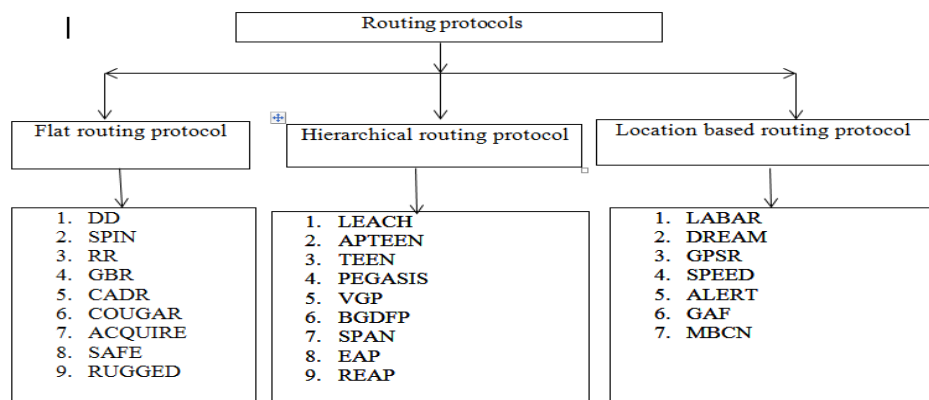 Routing protocols
Flat routing protocol
Hierarchical routing protocol
Location based routing protocol
1. DD
2. SPIN
3. RR
4. GBR
5. CADR
6. COUGAR
7. ACQUIRE
8. SAFE
9. RUGGED
1. LEACH
2. APTEEN
3. TEEN
4. PEGASIS
5. VGP
6. BGDFP
7. SPAN
8. EAP
9. REAP
1. LABAR
2. DREAM
3. GPSR
4. SPEED
5. ALERT
6. GAF
7. MBCN